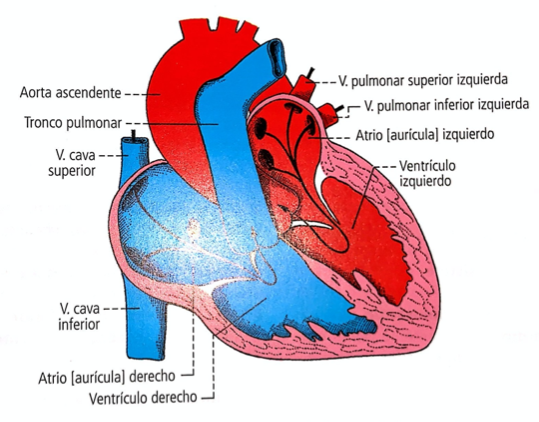 V. pulmonar superior izquierda
Aorta ascendente
V. pulmonar inferior izquierda
Tronco pulmonar
Atrio [aurícula] izquierdo
V. cava
superior
Ventrículo
izquierdo
V. cava
inferior
Atrio [aurícula] derecho
Ventrículo derecho